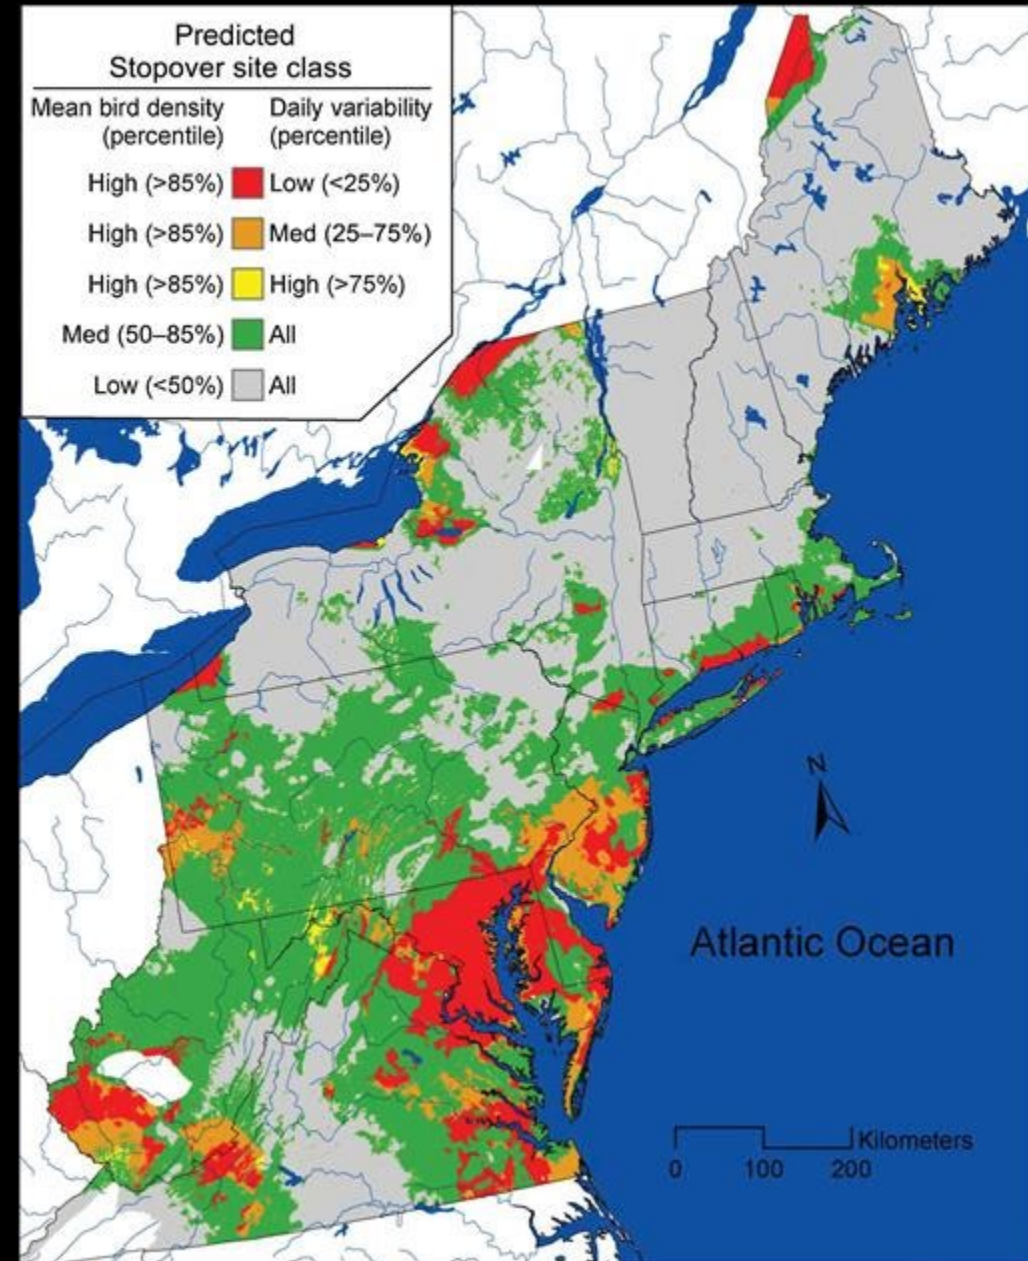 Predicted
Stopover site class
Mean bird density
(percentile)
Daily variability
(percentile)
High (>85%) Low (<25%)
High (>85%) Med (25–75%)
High (>85%) High (>75%)
Med (50–85%) All
Low (<50%) All
N
Atlantic Ocean
Kilometers
0 100 200